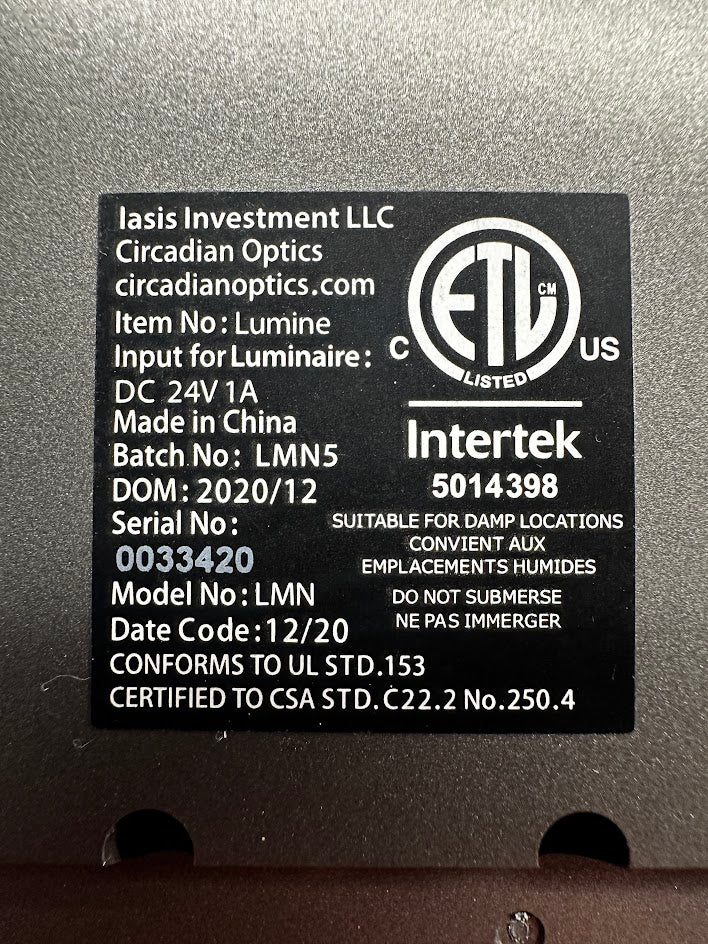 Iasis Investment LLC
Circadian Optics
circadianoptics.com
Item No: Lumine
Input for Luminaire:
DC 24V 1A
Made in China
Batch No: LMN5
DOM: 2020/12
Serial No:
0033420
Model No: LMN
Date Code: 12/20
CONFORMS TO UL STD.153
CERTIFIED TO CSA STD.C22.2 No.250.4
ETL CM
C US
LISTED
Intertek
5014398
SUITABLE FOR DAMP LOCATIONS
CONVIENT AUX
EMPLACEMENTS HUMIDES
DO NOT SUBMERSE
NE PAS IMMERGER